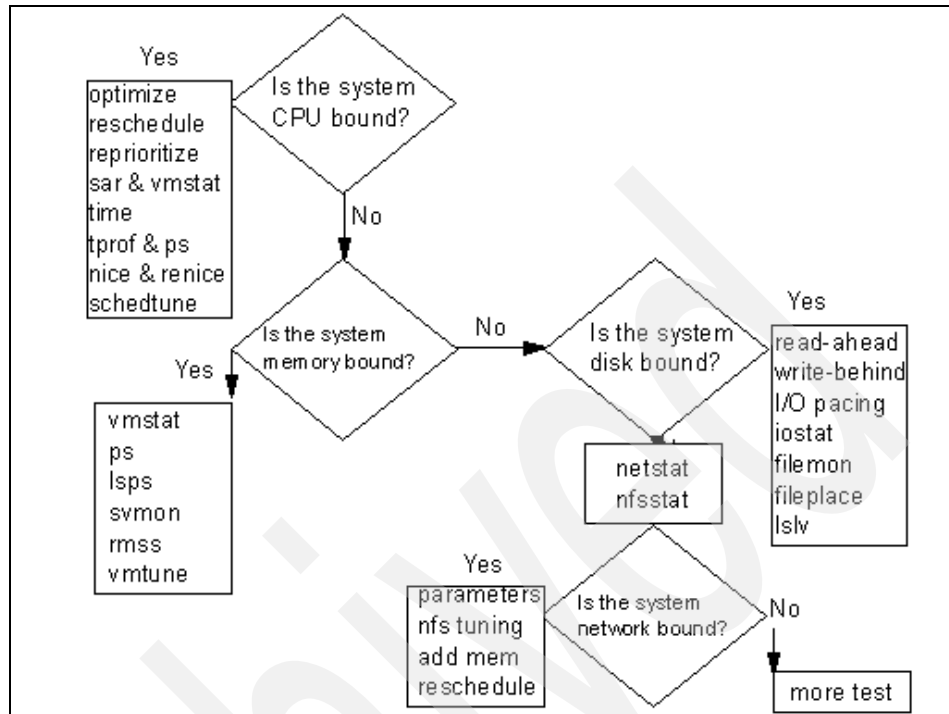 Yes
Is the system
CPU bound?
optimize
reschedule
reprioritize
sar & vmstat
time
tprof & ps
nice & renice
schedtune
No
Is the system
memory bound?
No
Is the system
disk bound?
Yes
read-ahead
write-behind
I/O pacing
iostat
filemon
fileplace
lslv
Yes
vmstat
ps
lsps
svmon
rmss
vmtune
netstat
nfsstat
Yes
parameters
nfs tuning
add mem
reschedule
Is the system
network bound?
No
more test